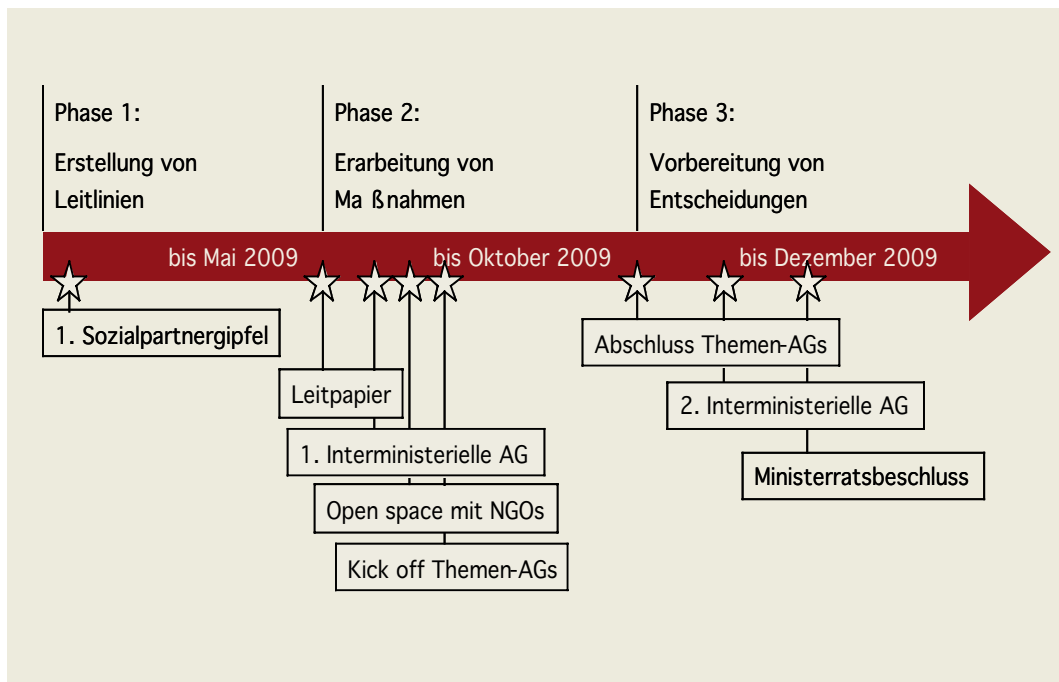 Phase 1:
Erstellung von
Leitlinien
Phase 2:
Erarbeitung von
Ma ßnahmen
Phase 3:
Vorbereitung von
Entscheidungen
bis Mai 2009
bis Oktober 2009
bis Dezember 2009
1. Sozialpartnergipfel
Leitpapier
1. Interministerielle AG
Open space mit NGOs
Kick off Themen-AGs
Abschluss Themen-AGs
2. Interministerielle AG
Ministerratsbeschluss